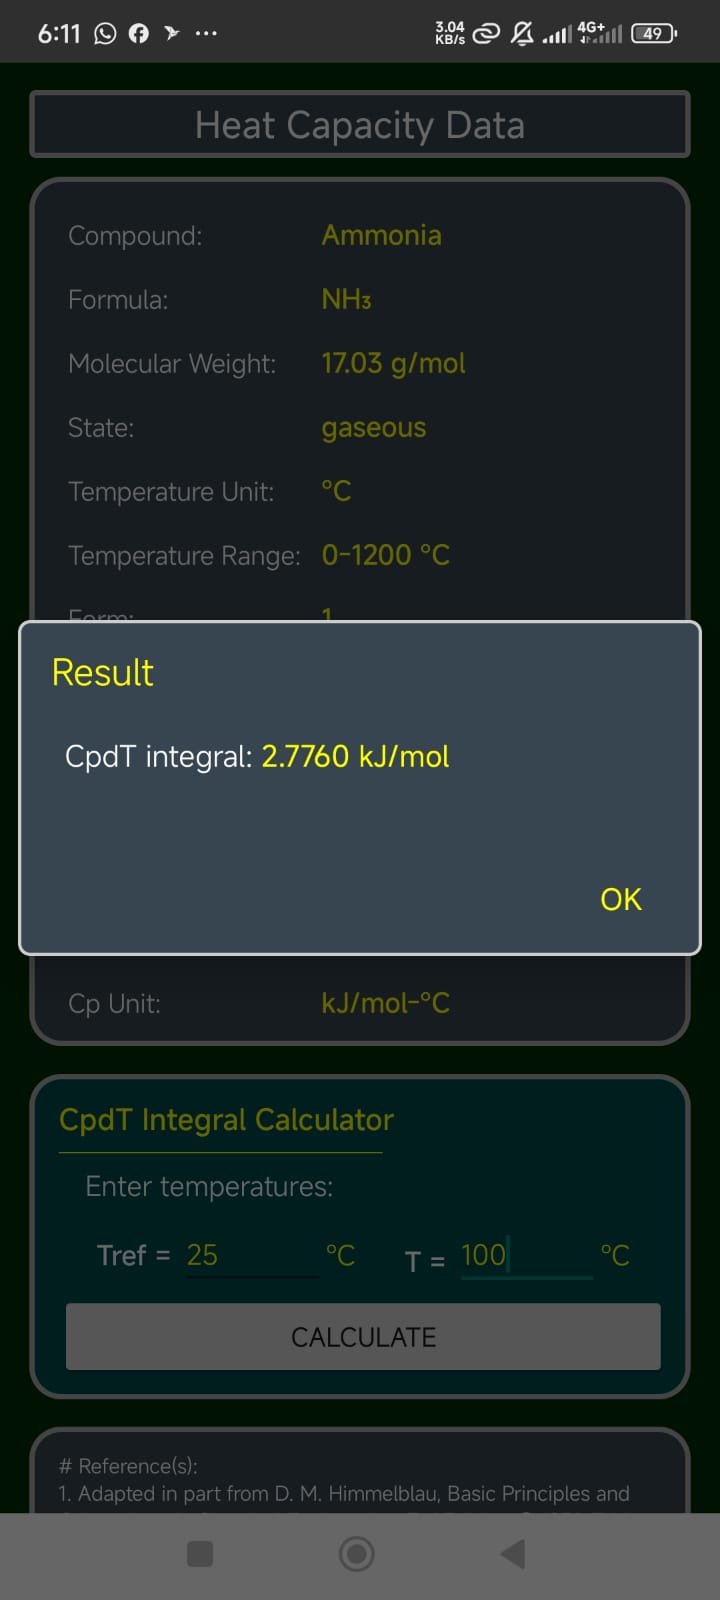 6:11 3.04 KB/s 4G+ 49
Heat Capacity Data
Compound: Ammonia
Formula: NH₃
Molecular Weight: 17.03 g/mol
State: gaseous
Temperature Unit: °C
Temperature Range: 0-1200 °C
Form: 1
Result
CpdT integral: 2.7760 kJ/mol
OK
Cp Unit: kJ/mol-°C
CpdT Integral Calculator
Enter temperatures:
Tref = 25 °C T = 100 °C
CALCULATE
# Reference(s):
1. Adapted in part from D. M. Himmelblau, Basic Principles and